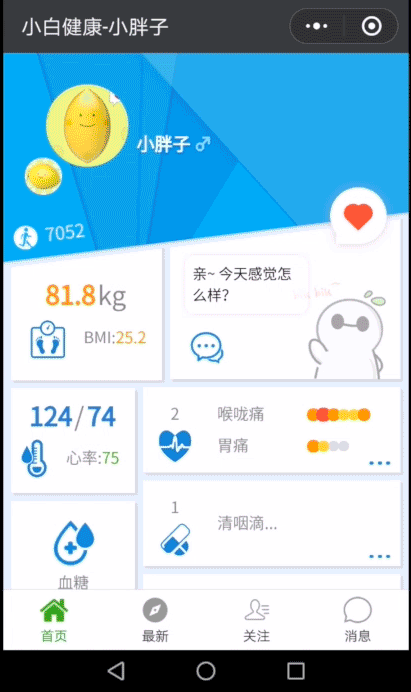 小白健康-小胖子
小胖子♂
7052
81.8kg
BMI:25.2
亲~ 今天感觉怎
么样?
124/74
心率:75
2
喉咙痛
胃痛
1
清咽滴...
血糖
首页
最新
关注
消息